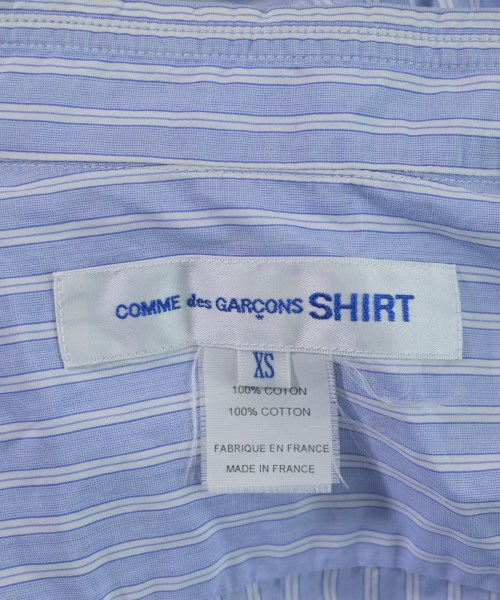 COMME des GARÇONS SHIRT
*
XS
100% COTON
100% COTTON
FABRIQUE EN FRANCE
MADE IN FRANCE